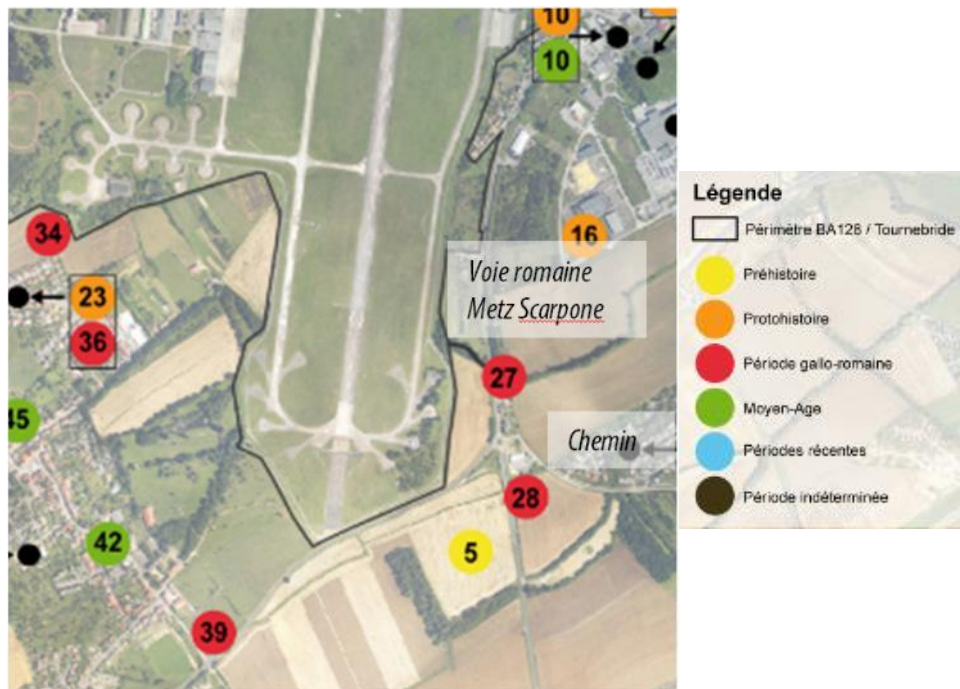 10
10
34
16
23
36
Voie romaine
Metz Scarpone
27
45
Chemin
28
42
5
39
Légende
Périmètre BA128 / Tournebride
Préhistoire
Protohistoire
Période gallo-romaine
Moyen-Age
Périodes récentes
Période indéterminée